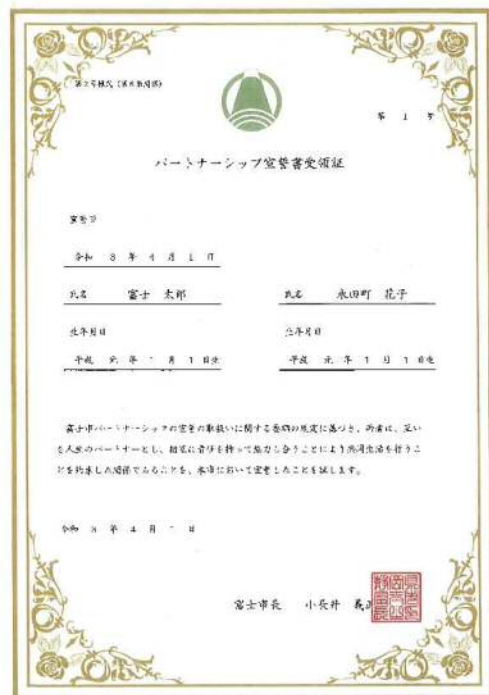 第2号様式（第6条関係）
第 1 号
パートナーシップ宣誓書受領証
宣誓日
令和 3 年 4 月 1 日
氏名 富士 太郎 氏名 永田町 花子
生年月日 生年月日
平成 元 年 1 月 1 日生 平成 元 年 1 月 1 日生
富士市パートナーシップの宣誓の取扱いに関する要綱の規定に基づき、両者は、互い
を人生のパートナーとし、相互に責任を持って協力し合うことにより共同生活を行うこ
とを約束した関係であることを、本市において宣誓したことを証します。
令和 3 年 4 月 1 日
富士市長 小長井 義正